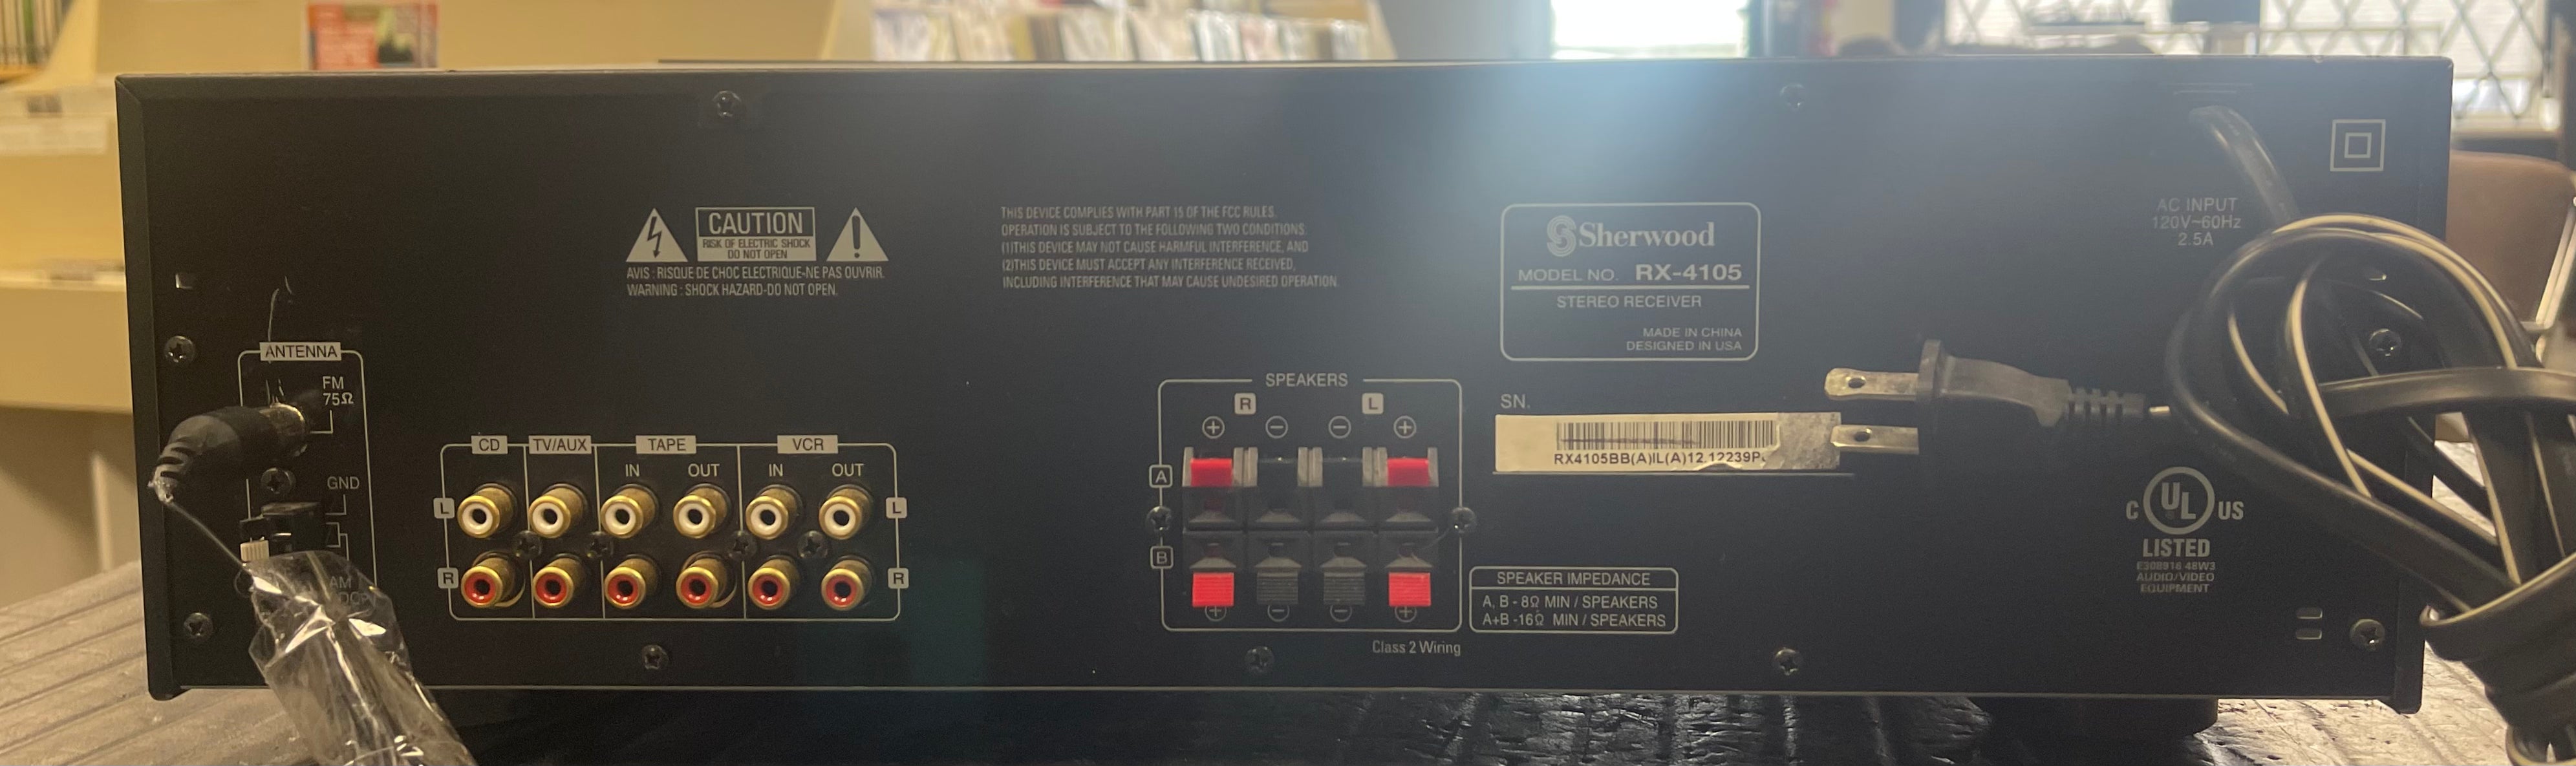 CAUTION
RISK OF ELECTRIC SHOCK
DO NOT OPEN
AVIS : RISQUE DE CHOC ELECTRIQUE-NE PAS OUVRIR.
WARNING : SHOCK HAZARD-DO NOT OPEN.
THIS DEVICE COMPLIES WITH PART 15 OF THE FCC RULES.
OPERATION IS SUBJECT TO THE FOLLOWING TWO CONDITIONS:
(1)THIS DEVICE MAY NOT CAUSE HARMFUL INTERFERENCE, AND
(2)THIS DEVICE MUST ACCEPT ANY INTERFERENCE RECEIVED,
INCLUDING INTERFERENCE THAT MAY CAUSE UNDESIRED OPERATION.
Sherwood
MODEL NO. RX-4105
STEREO RECEIVER
MADE IN CHINA
DESIGNED IN USA
AC INPUT
120V~60Hz
2.5A
ANTENNA
FM
75Ω
GND
AM
CD TV/AUX TAPE VCR
IN OUT IN OUT
L L
R R
SPEAKERS
R L
+ - - +
A
B
+ - - +
Class 2 Wiring
SN.
RX4105BB(A)IL(A)12.12239P
SPEAKER IMPEDANCE
A, B - 8Ω MIN / SPEAKERS
A+B -16Ω MIN / SPEAKERS
C UL US
LISTED
E308916 48W3
AUDIO/VIDEO
EQUIPMENT